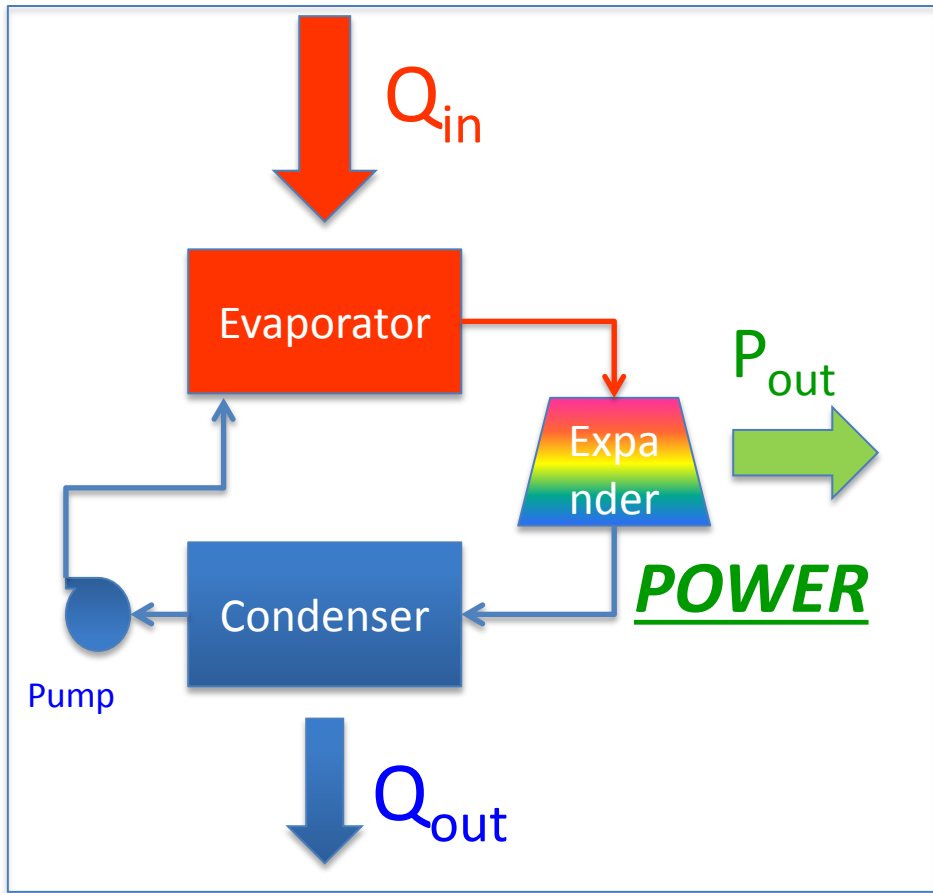 Qin
Evaporator
Pout
Expa
nder
POWER
Condenser
Pump
Qout